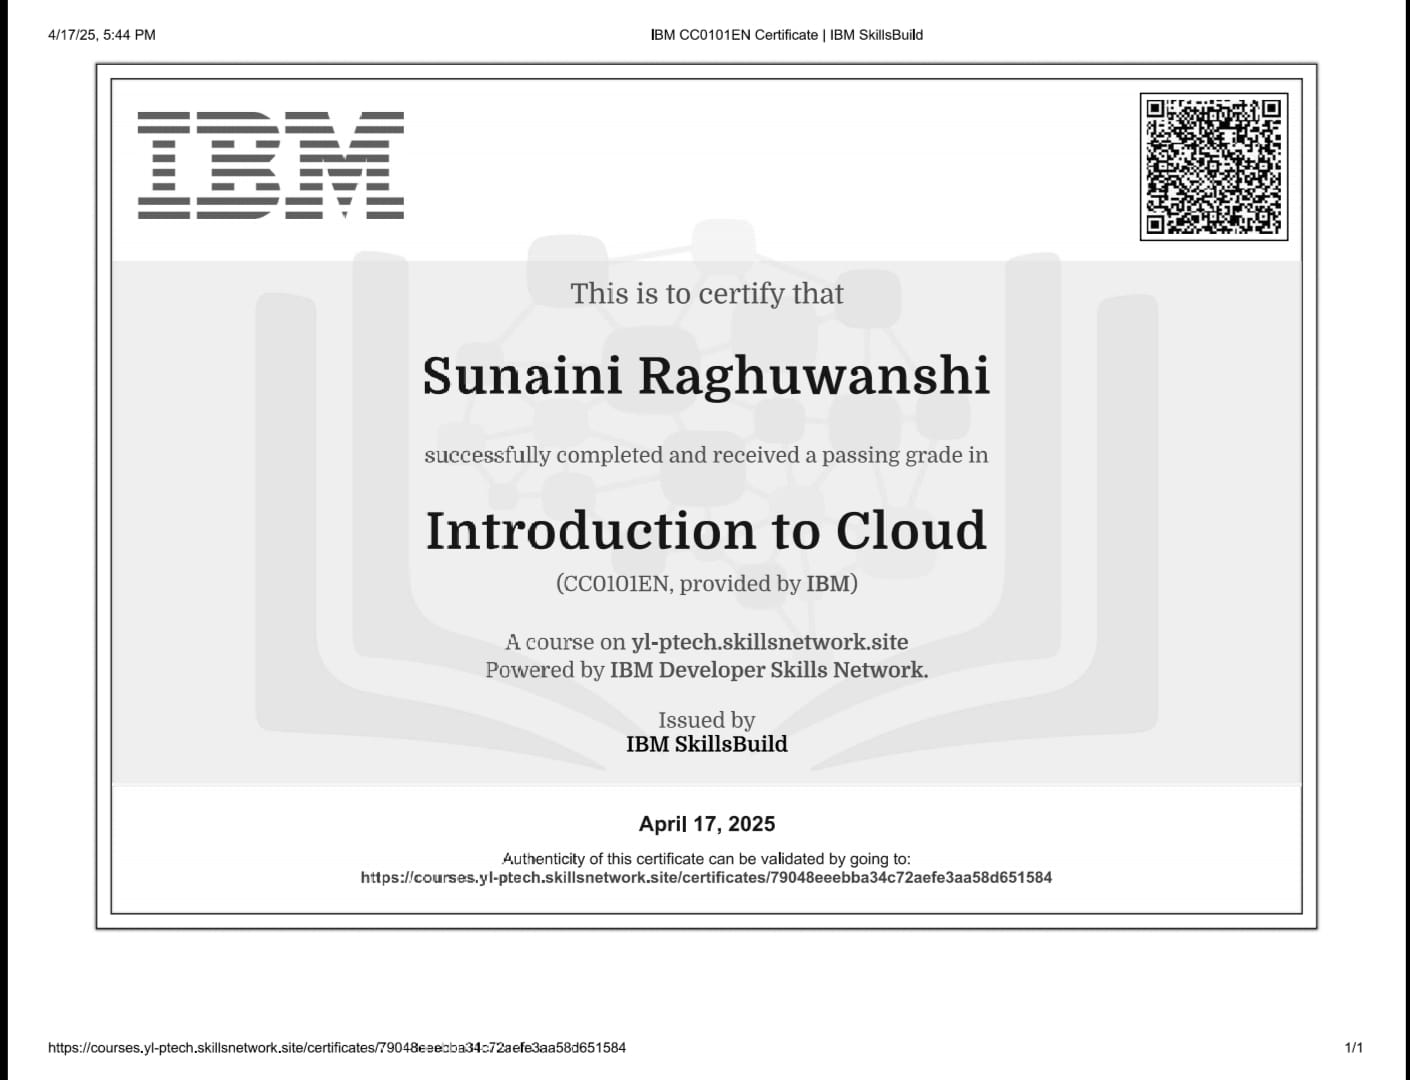 4/17/25, 5:44 PM
IBM CC0101EN Certificate | IBM SkillsBuild
IBM
This is to certify that
Sunaini Raghuwanshi
successfully completed and received a passing grade in
Introduction to Cloud
(CC0101EN, provided by IBM)
A course on yl-ptech.skillsnetwork.site
Powered by IBM Developer Skills Network.
Issued by
IBM SkillsBuild
April 17, 2025
Authenticity of this certificate can be validated by going to:
https://courses.yl-ptech.skillsnetwork.site/certificates/79048eeebba34c72aefe3aa58d651584
https://courses.yl-ptech.skillsnetwork.site/certificates/79048eeebba34c72aefe3aa58d651584
1/1